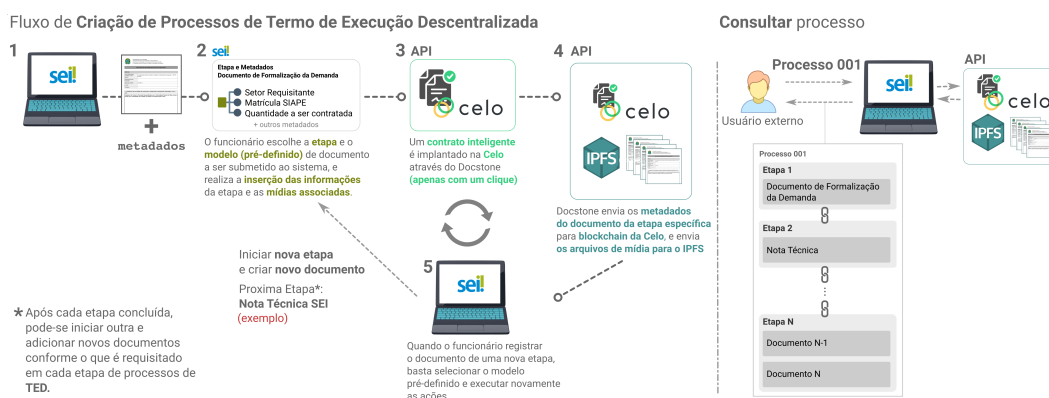 Fluxo de Criação de Processos de Termo de Execução Descentralizada
1
sei!
+
metadados
2 sei!
Etapa e Metadados
Documento de Formalização da Demanda
Setor Requisitante
Matrícula SIAPE
Quantidade a ser contratada
+ outros metadados
O funcionário escolhe a etapa e o
modelo (pré-definido) de documento
a ser submetido ao sistema, e
realiza a inserção das informações
da etapa e as mídias associadas.
3 API
celo
Um contrato inteligente
é implantado na Celo
através do Docstone
(apenas com um clique)
4 API
celo
IPFS
Docstone envia os metadados
do documento da etapa específica
para blockchain da Celo, e envia
os arquivos de mídia para o IPFS
5
sei!
Quando o funcionário registrar
o documento de uma nova etapa,
basta selecionar o modelo
pré-definido e executar novamente
as ações
Iniciar nova etapa
e criar novo documento
Proxima Etapa*:
Nota Técnica SEI
(exemplo)
* Após cada etapa concluída,
pode-se iniciar outra e
adicionar novos documentos
conforme o que é requisitado
em cada etapa de processos de
TED.
Consultar processo
Processo 001
Usuário externo
sei!
API
celo
IPFS
Processo 001
Etapa 1
Documento de Formalização
da Demanda
Etapa 2
Nota Técnica
Etapa N
Documento N-1
Documento N